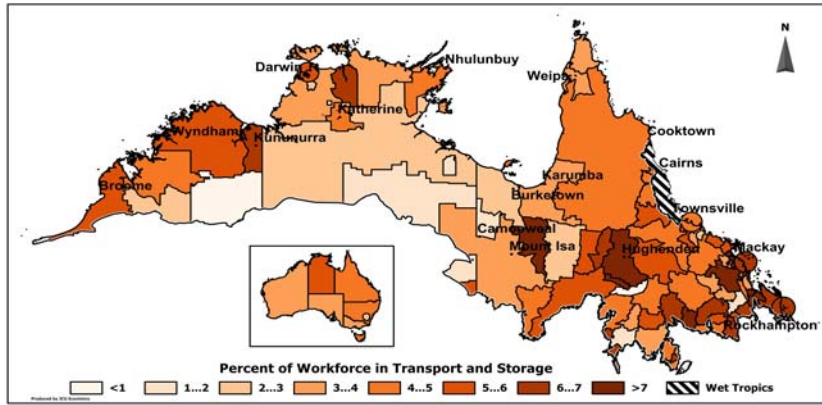 N
Nhulunbuy
Darwin
Weipa
Katherine
Cooktown
Wyndham
Kununurra
Cairns
Karumba
Broome
Burketown
Townsville
Camooweal
Mount Isa
Hughenden
Mackay
Rockhampton
Percent of Workforce in Transport and Storage
<1 1...2 2...3 3...4 4...5 5...6 6...7 >7 Wet Tropics